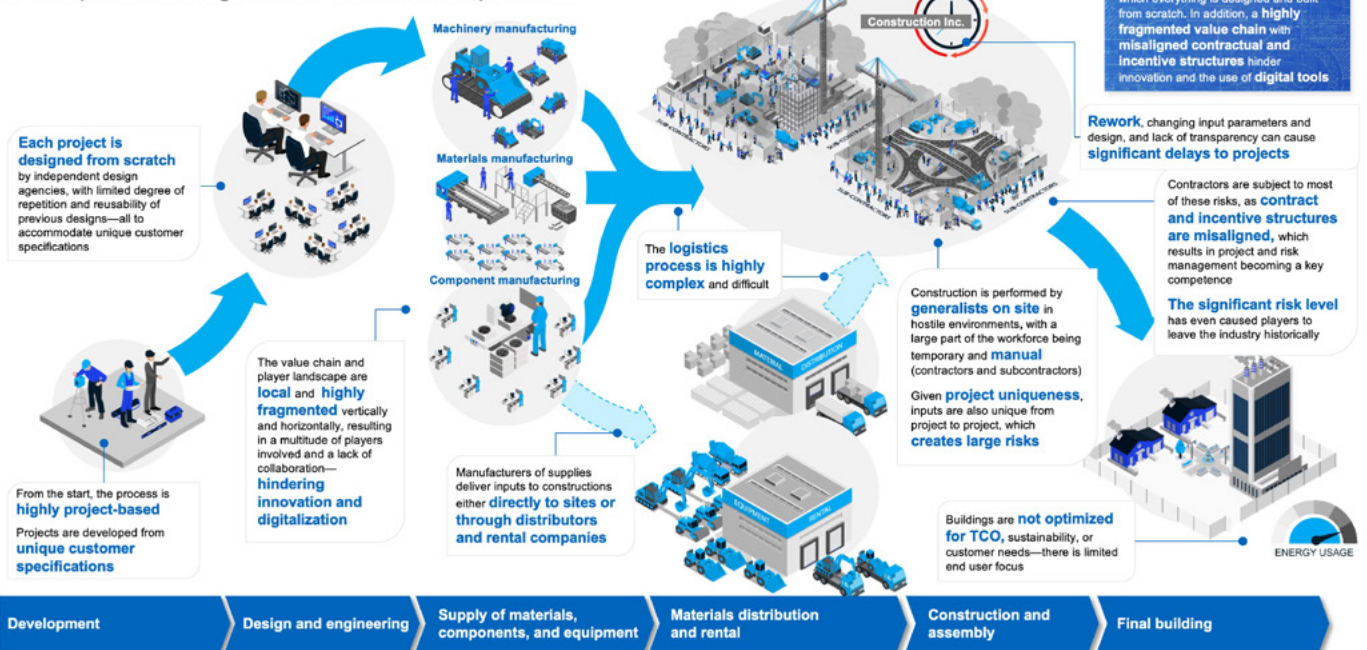 which everything is designed and built
from scratch. In addition, a highly
fragmented value chain with
misaligned contractual and
incentive structures hinder
innovation and the use of digital tools
Machinery manufacturing
Construction Inc.
Rework, changing input parameters and
design, and lack of transparency can cause
significant delays to projects
Each project is
designed from scratch
by independent design
agencies, with limited degree of
repetition and reusability of
previous designs—all to
accommodate unique customer
specifications
Materials manufacturing
SUB-CONTRACTORS
SUB-CONTRACTORS
SUB-CONTRACTORS
SUB-CONTRACTORS
Contractors are subject to most
of these risks, as contract
and incentive structures
are misaligned, which
results in project and risk
management becoming a key
competence
The significant risk level
has even caused players to
leave the industry historically
The logistics
process is highly
complex and difficult
Component manufacturing
Construction is performed by
generalists on site in
hostile environments, with a
large part of the workforce being
temporary and manual
(contractors and subcontractors)
Given project uniqueness,
inputs are also unique from
project to project, which
creates large risks
MATERIAL DISTRIBUTION
The value chain and
player landscape are
local and highly
fragmented vertically
and horizontally, resulting
in a multitude of players
involved and a lack of
collaboration—
hindering
innovation and
digitalization
Manufacturers of supplies
deliver inputs to constructions
either directly to sites or
through distributors
and rental companies
EQUIPMENT RENTAL
From the start, the process is
highly project-based
Projects are developed from
unique customer
specifications
Buildings are not optimized
for TCO, sustainability, or
customer needs—there is limited
end user focus
ENERGY USAGE
Development
Design and engineering
Supply of materials,
components, and equipment
Materials distribution
and rental
Construction and
assembly
Final building